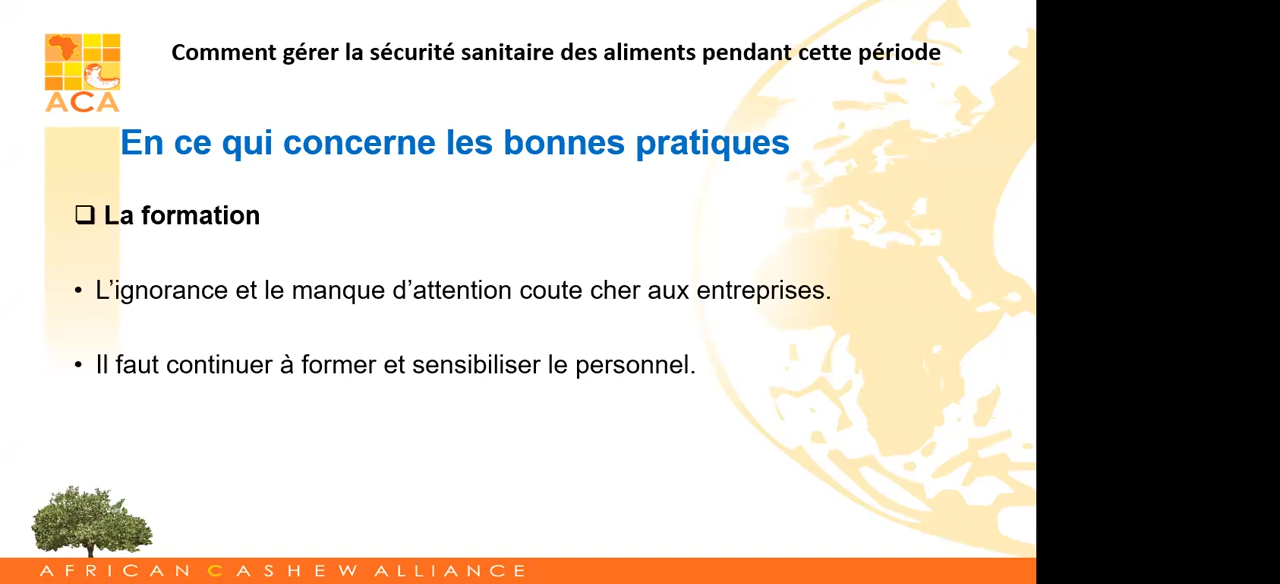 Comment gérer la sécurité sanitaire des aliments pendant cette période
ACA
En ce qui concerne les bonnes pratiques
❑ La formation
• L’ignorance et le manque d’attention coute cher aux entreprises.
• Il faut continuer à former et sensibiliser le personnel.
AFRICAN CASHEW ALLIANCE